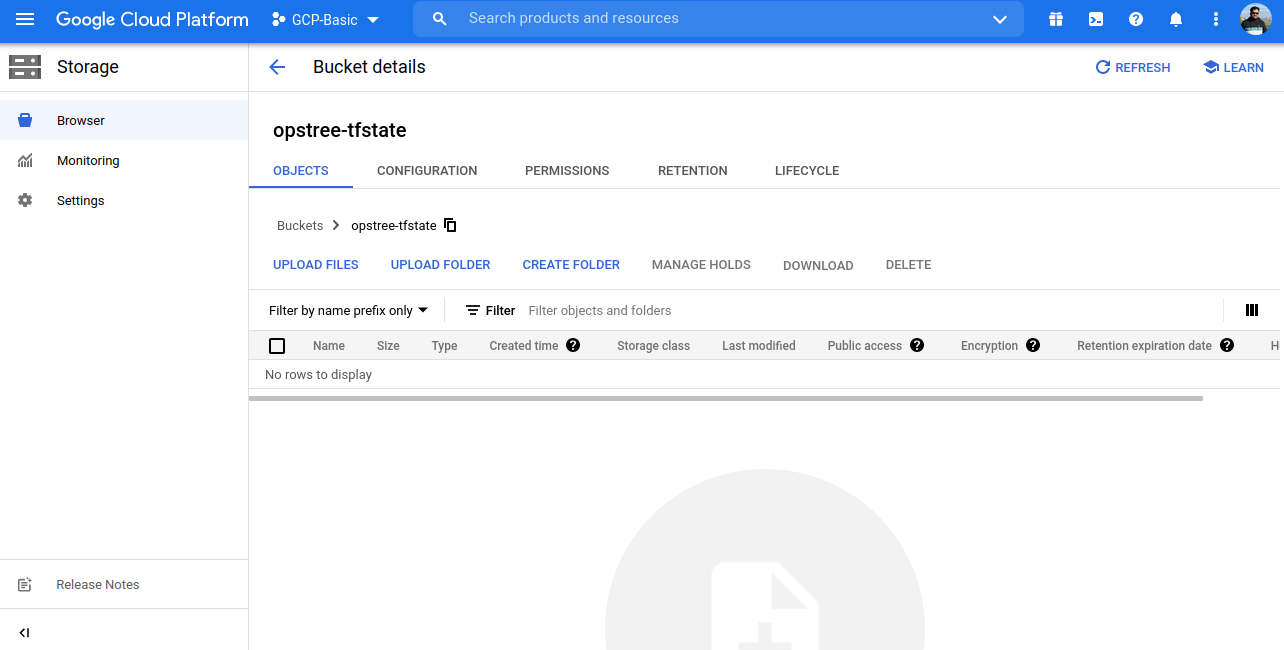 Google Cloud Platform GCP-Basic Search products and resources
Storage
Bucket details REFRESH LEARN
Browser
Monitoring
Settings
opstree-tfstate
OBJECTS CONFIGURATION PERMISSIONS RETENTION LIFECYCLE
Buckets opstree-tfstate
UPLOAD FILES UPLOAD FOLDER CREATE FOLDER MANAGE HOLDS DOWNLOAD DELETE
Filter by name prefix only Filter Filter objects and folders
Name Size Type Created time Storage class Last modified Public access Encryption Retention expiration date
No rows to display
Release Notes